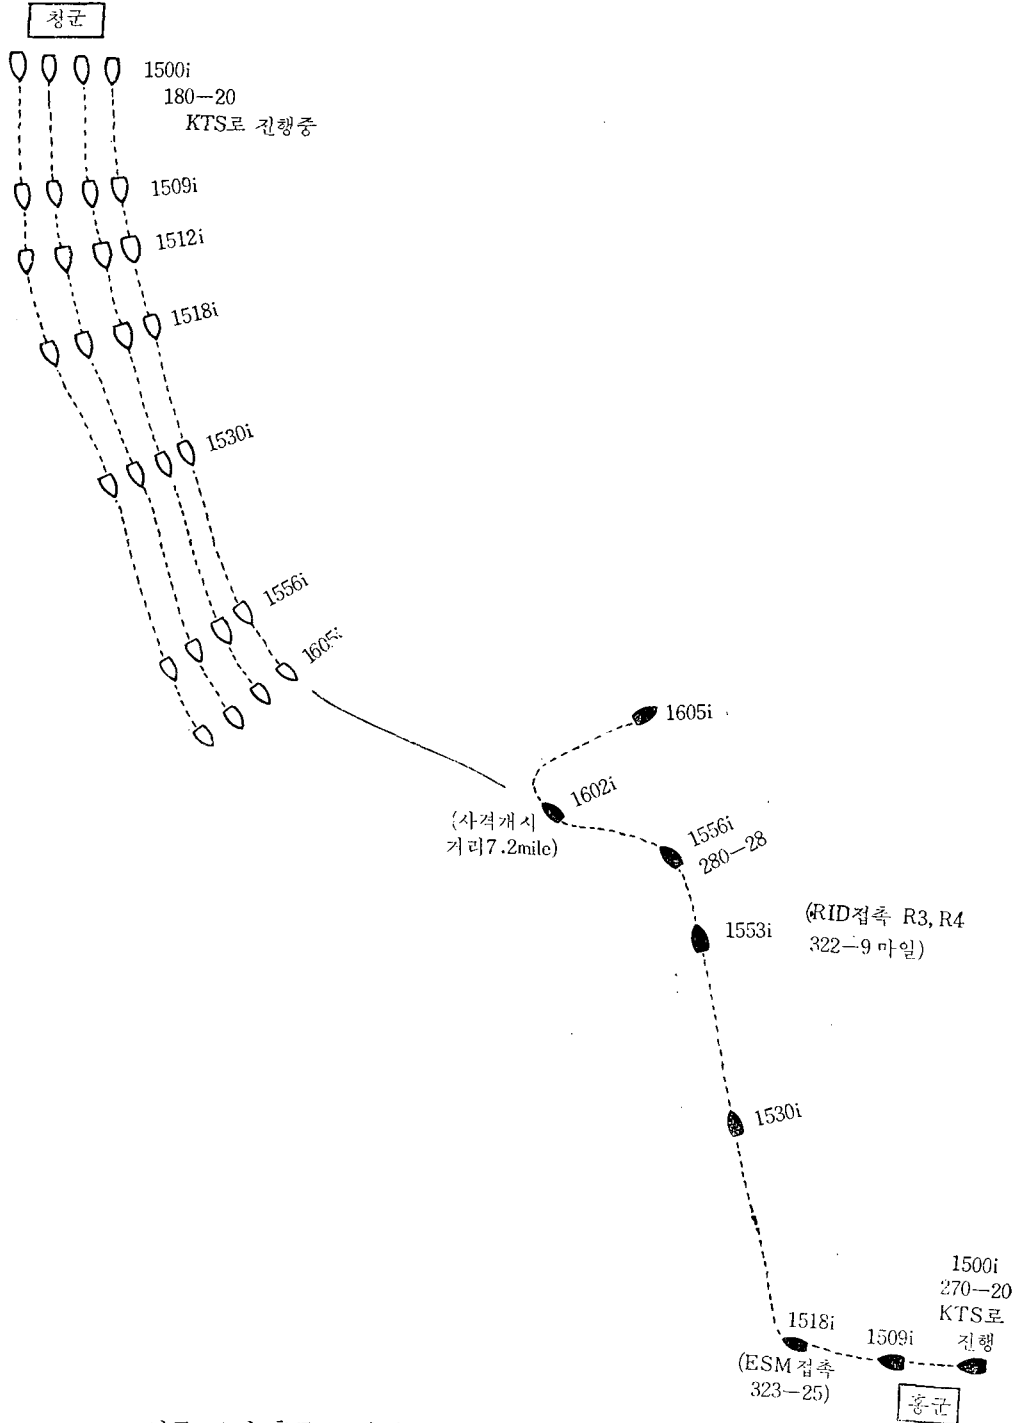 청군
1500i
180—20
KTS로 진행중
1509i
1512i
1518i
1530i
1556i
1605i
1605i
1602i
(사격개시
거리7.2mile)
1556i
280—28
1553i
(RID접촉 R3, R4
322—9 마일)
1530i
1500i
270—20
KTS로
진행
1518i
1509i
(ESM 접촉
323—25)
홍군